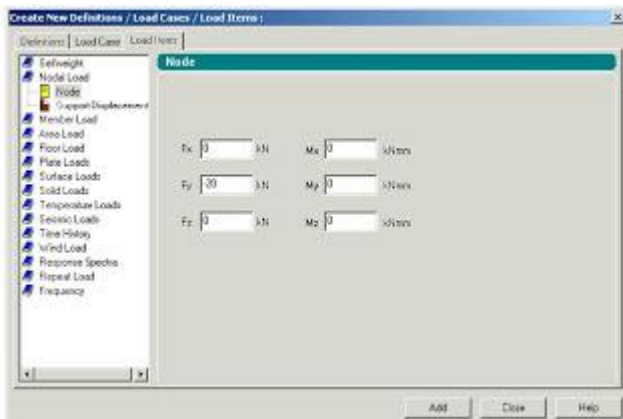 Create New Definitions / Load Cases / Load Items :
Definitions Load Case Load Items
Selfweight
Nodal Load
Node
Support Displacement
Member Load
Area Load
Floor Load
Plate Loads
Surface Loads
Solid Loads
Temperature Loads
Seismic Loads
Time History
Wind Load
Response Spectra
Repeat Load
Frequency
Node
Fx 0 kN Mx 0 kNmm
Fy -20 kN My 0 kNmm
Fz 0 kN Mz 0 kNmm
Add Close Help